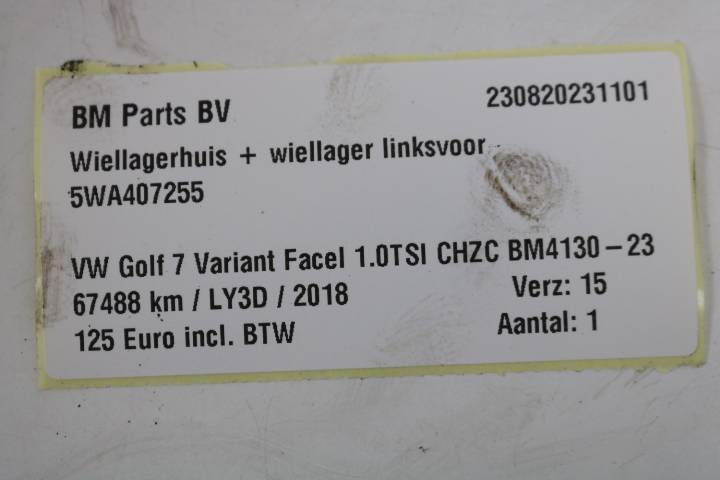 BM Parts BV 230820231101
Wiellagerhuis + wiellager linksvoor
5WA407255
VW Golf 7 Variant Facel 1.0TSI CHZC BM4130-23
67488 km / LY3D / 2018 Verz: 15
125 Euro incl. BTW Aantal: 1